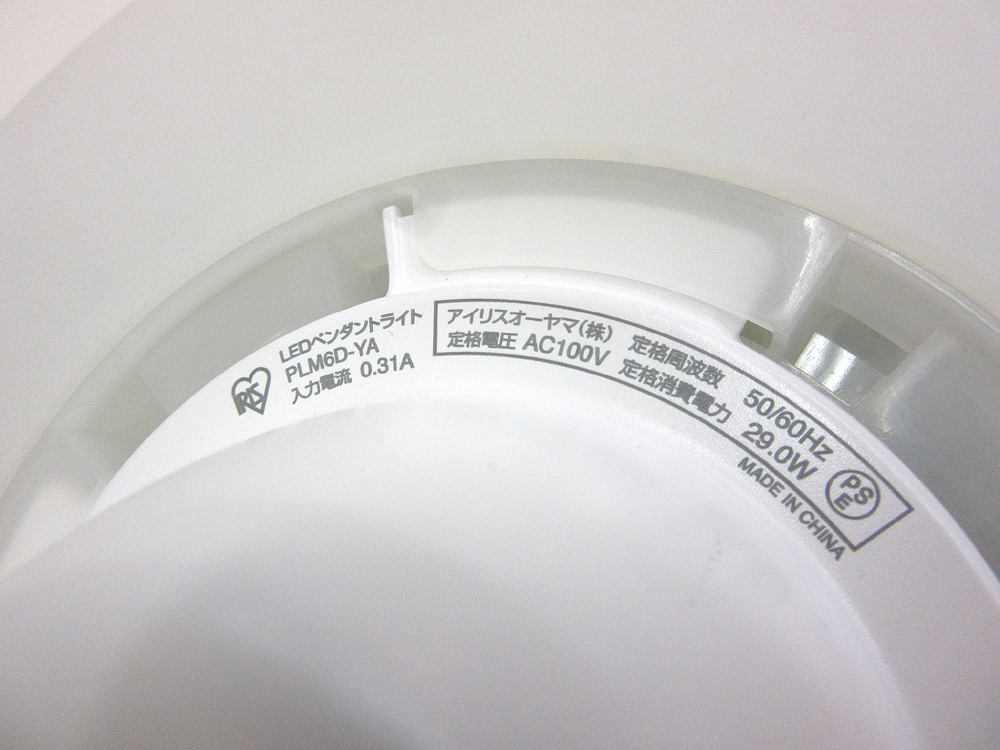 IRIS
LEDペンダントライト
PLM6D-YA
入力電流 0.31A
アイリスオーヤマ(株) 定格周波数 50/60Hz
定格電圧 AC100V 定格消費電力 29.0W
PSE
MADE IN CHINA